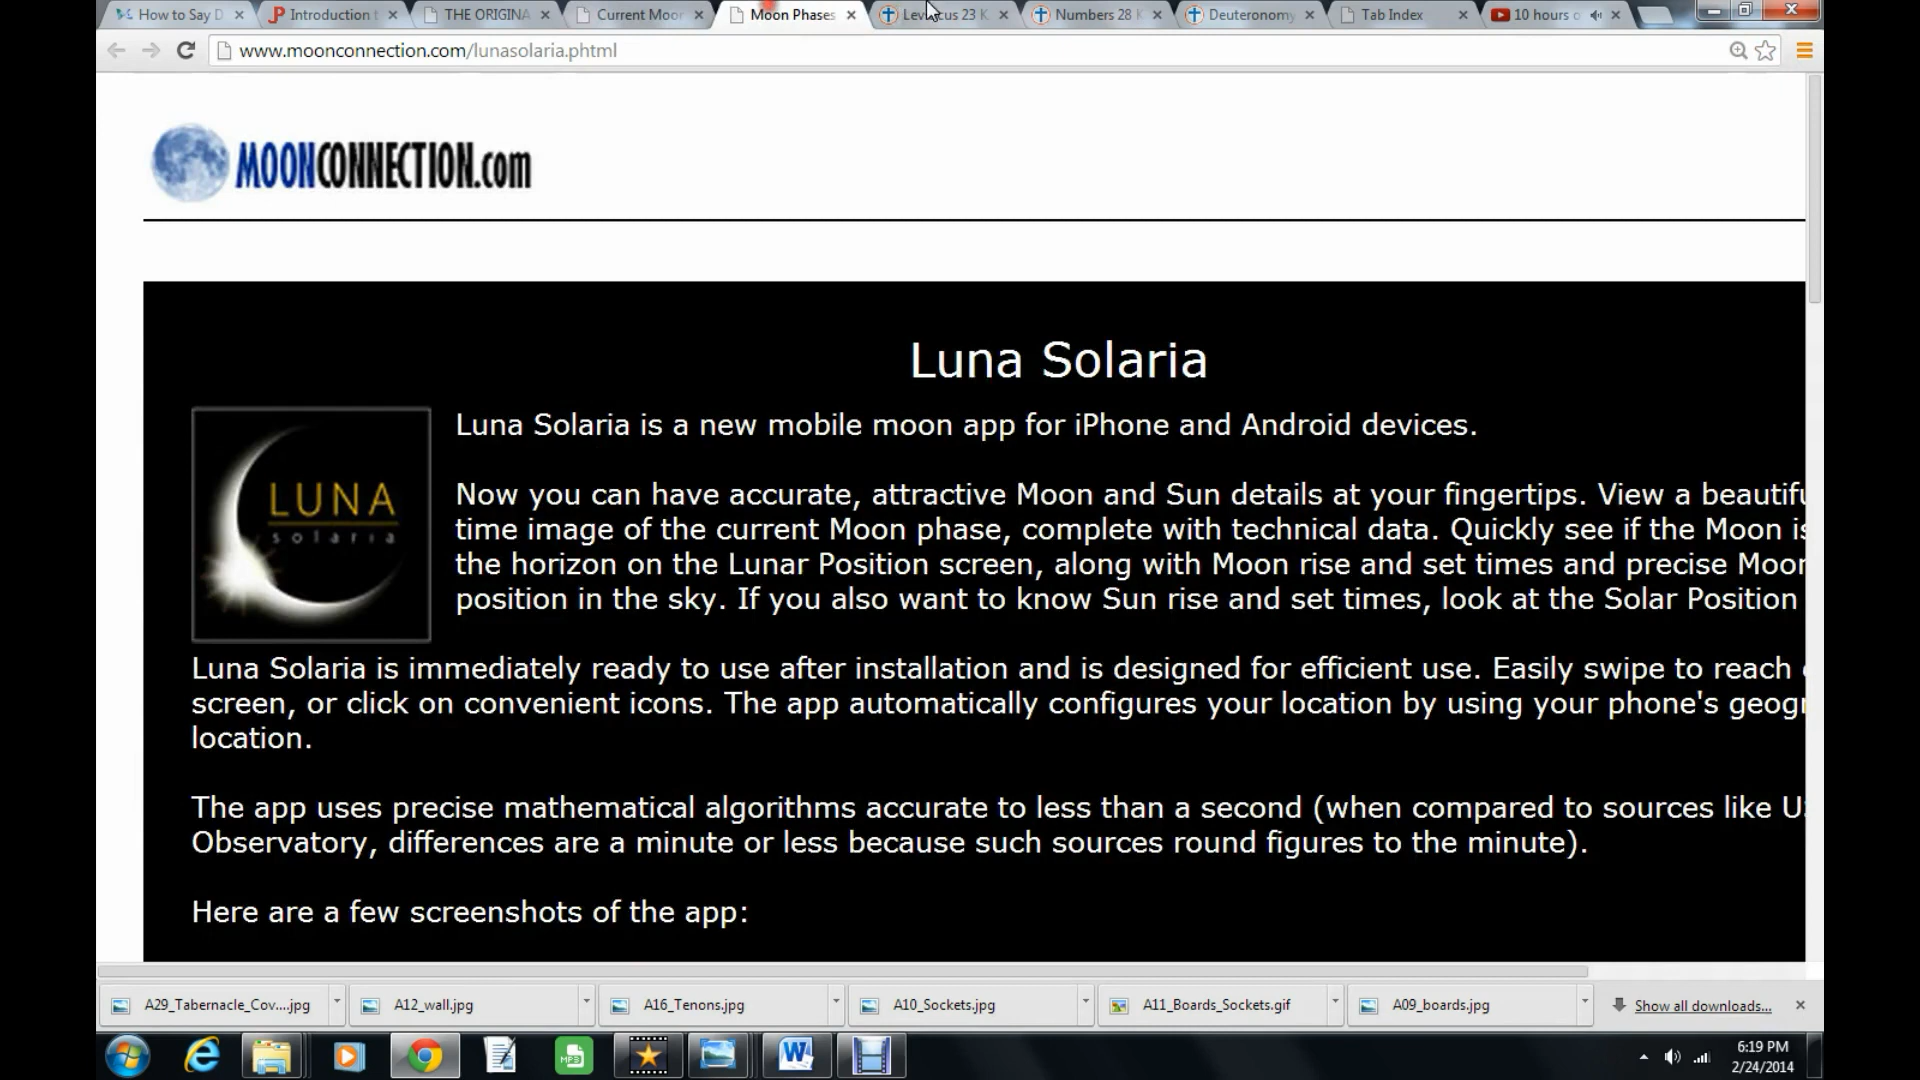 How to Say D
Introduction t
THE ORIGINA
Current Moon
Moon Phases
Leviticus 23 K
Numbers 28 K
Deuteronomy
Tab Index
10 hours o
www.moonconnection.com/lunasolaria.phtml
MOONCONNECTION.com
Luna Solaria
LUNA
solaria
Luna Solaria is a new mobile moon app for iPhone and Android devices.
Now you can have accurate, attractive Moon and Sun details at your fingertips. View a beautifu
time image of the current Moon phase, complete with technical data. Quickly see if the Moon is
the horizon on the Lunar Position screen, along with Moon rise and set times and precise Moon
position in the sky. If you also want to know Sun rise and set times, look at the Solar Position
Luna Solaria is immediately ready to use after installation and is designed for efficient use. Easily swipe to reach
screen, or click on convenient icons. The app automatically configures your location by using your phone's geogr
location.
The app uses precise mathematical algorithms accurate to less than a second (when compared to sources like U
Observatory, differences are a minute or less because such sources round figures to the minute).
Here are a few screenshots of the app:
A29_Tabernacle_Cov....jpg
A12_wall.jpg
A16_Tenons.jpg
A10_Sockets.jpg
A11_Boards_Sockets.gif
A09_boards.jpg
Show all downloads...
MP3
6:19 PM
2/24/2014